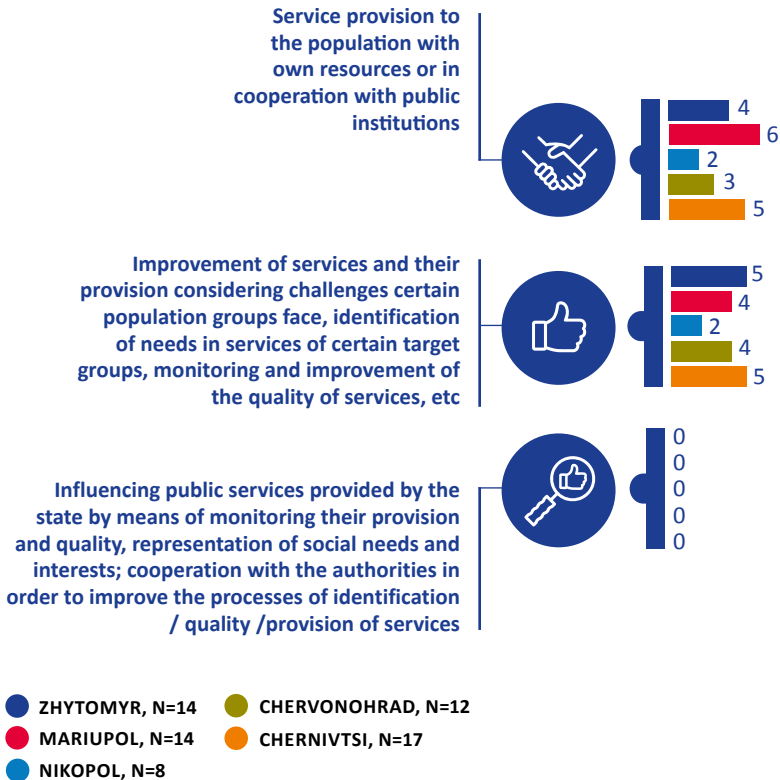 Service provision to
the population with
own resources or in
cooperation with public
institutions
4
6
2
3
5
Improvement of services and their
provision considering challenges certain
population groups face, identification
of needs in services of certain target
groups, monitoring and improvement of
the quality of services, etc
5
4
2
4
5
Influencing public services provided by the
state by means of monitoring their provision
and quality, representation of social needs and
interests; cooperation with the authorities in
order to improve the processes of identification
/ quality /provision of services
0
0
0
0
0
ZHYTOMYR, N=14
MARIUPOL, N=14
NIKOPOL, N=8
CHERVONOHRAD, N=12
CHERNIVTSI, N=17